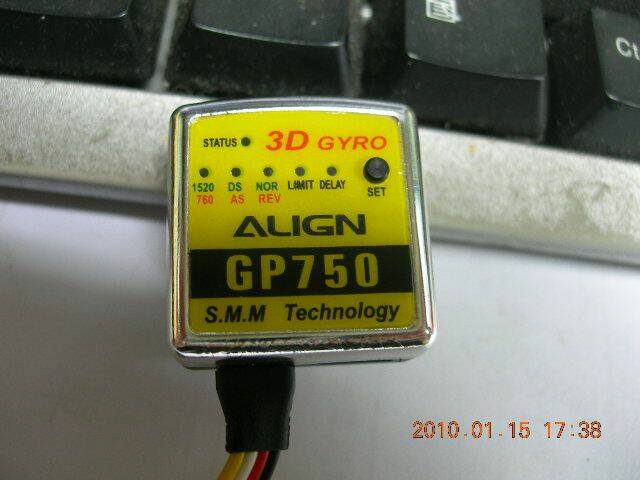 Ct
STATUS 3D GYRO
1520 DS NOR LIMIT DELAY
760 AS REV SET
ALIGN
GP750
S.M.M Technology
2010.01.15 17:38